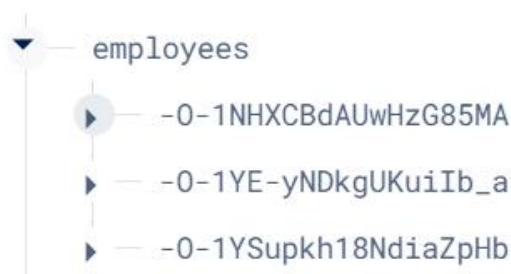 employees
-O-1NHXCBdAUwHzG85MA
-O-1YE-yNDkgUKuiIb_a
-O-1YSupkh18NdiaZpHb